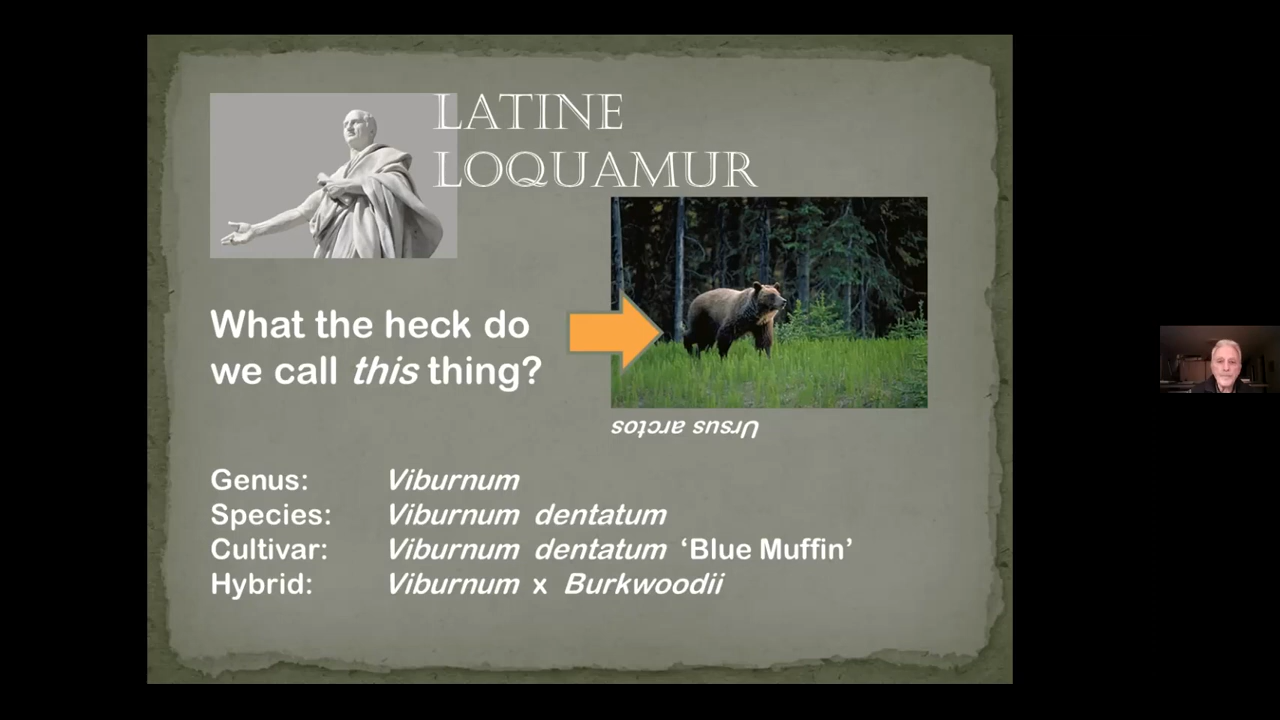 LATINE
LOQUAMUR
What the heck do
we call this thing?
Ursus arctos
Genus: Viburnum
Species: Viburnum dentatum
Cultivar: Viburnum dentatum ‘Blue Muffin’
Hybrid: Viburnum x Burkwoodii